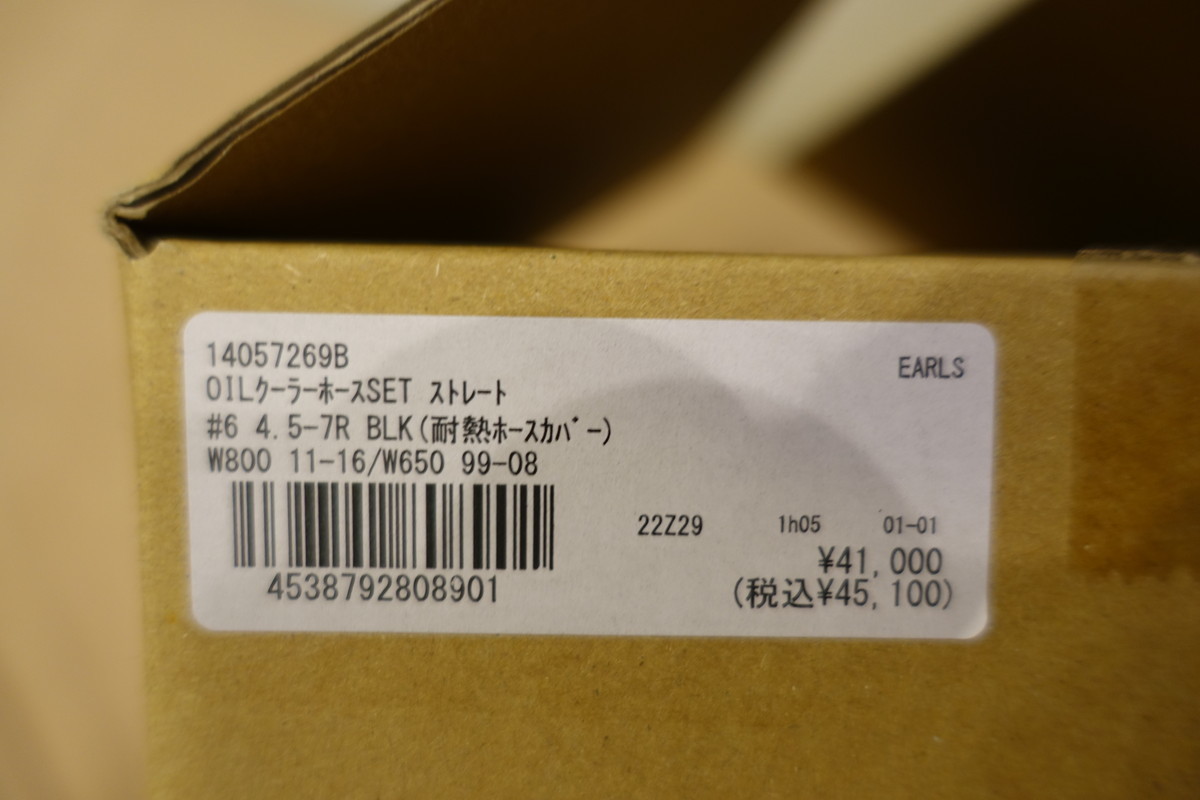 14057269B
EARLS
OILｸｰﾗｰﾎｰｽSET ｽﾄﾚｰﾄ
#6 4.5-7R BLK(耐熱ﾎｰｽｶﾊﾞｰ)
W800 11-16/W650 99-08
22Z29 1h05 01-01
¥41,000
4538792808901
(税込¥45,100)